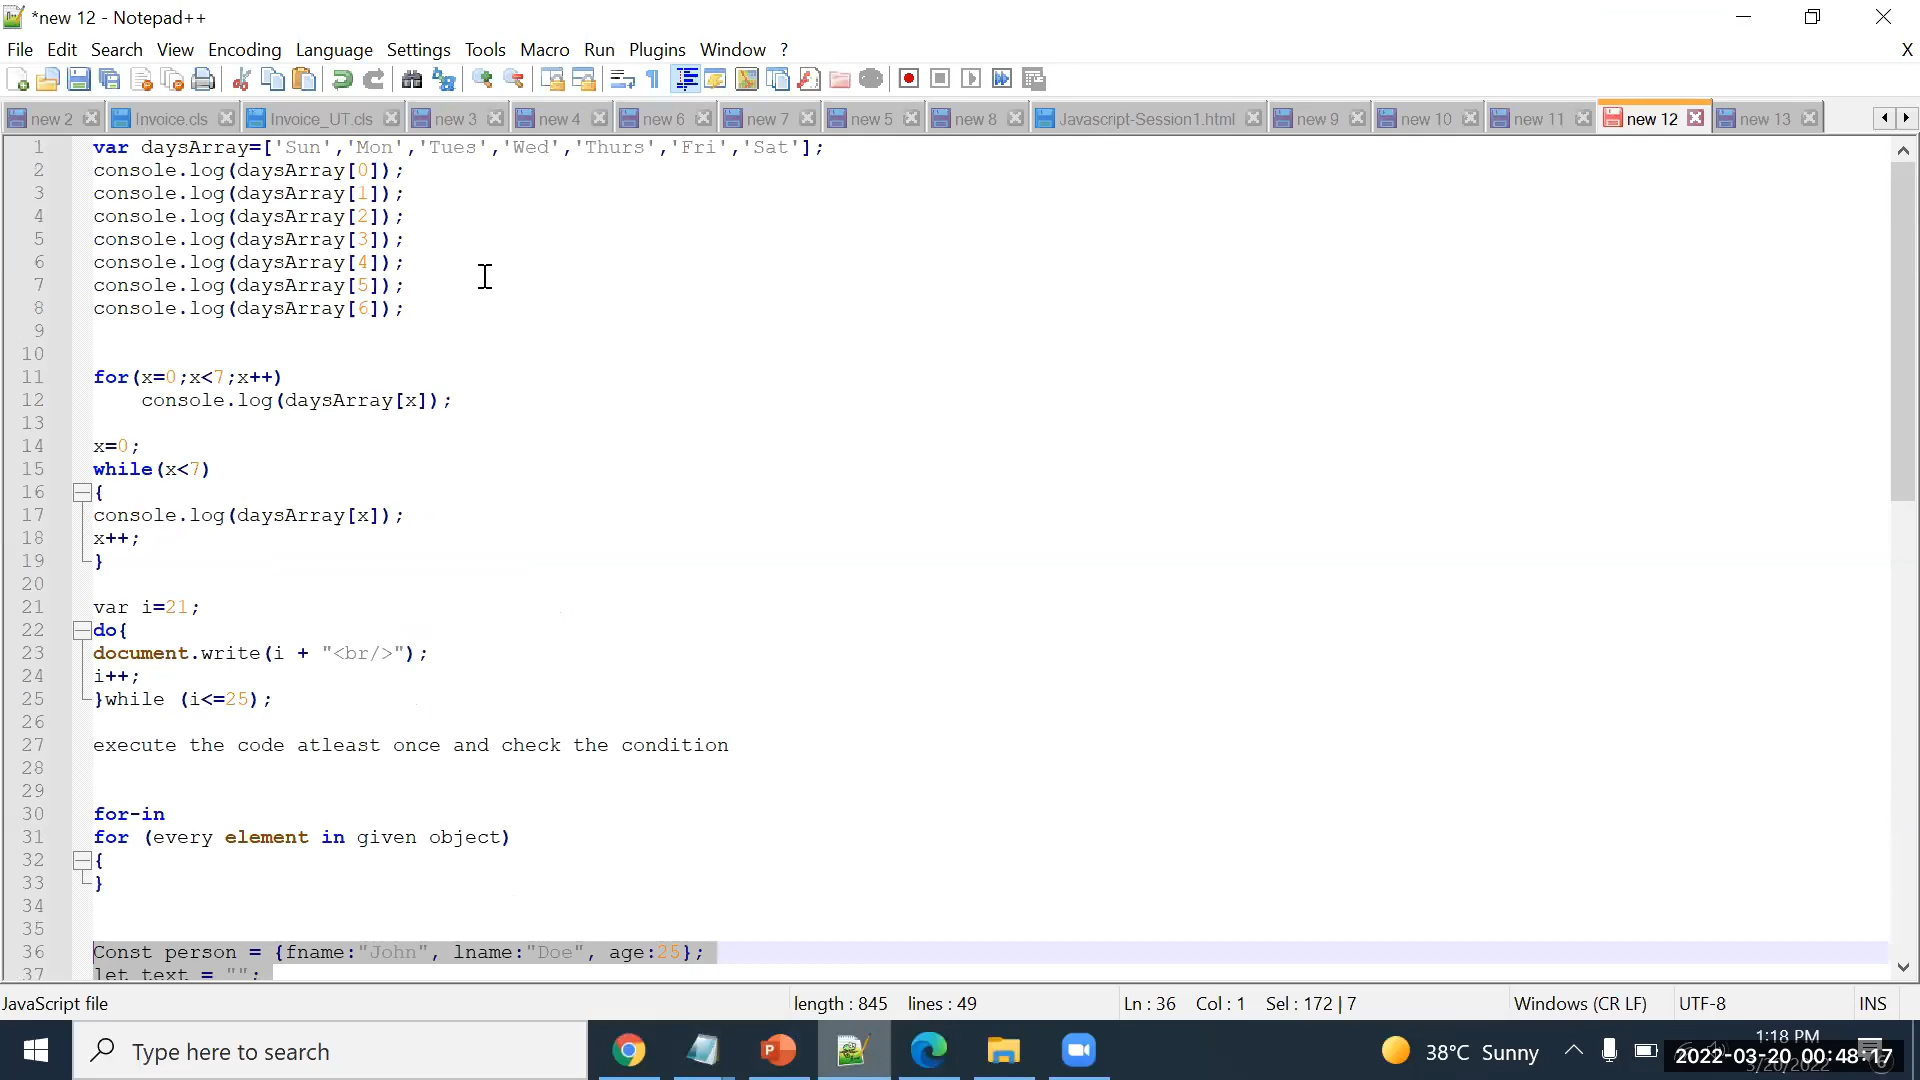 *new 12 - Notepad++
File Edit Search View Encoding Language Settings Tools Macro Run Plugins Window ? X
new 2 Invoice.cls Invoice_UT.cls new 3 new 4 new 6 new 7 new 5 new 8 Javascript-Session1.html new 9 new 10 new 11 new 12 new 13
1 var daysArray=['Sun','Mon','Tues','Wed','Thurs','Fri','Sat'];
2 console.log(daysArray[0]);
3 console.log(daysArray[1]);
4 console.log(daysArray[2]);
5 console.log(daysArray[3]);
6 console.log(daysArray[4]);
7 console.log(daysArray[5]);
8 console.log(daysArray[6]);
9
10
11 for(x=0;x<7;x++)
12 console.log(daysArray[x]);
13
14 x=0;
15 while(x<7)
16 {
17 console.log(daysArray[x]);
18 x++;
19 }
20
21 var i=21;
22 do{
23 document.write(i + "<br/>");
24 i++;
25 }while (i<=25);
26
27 execute the code atleast once and check the condition
28
29
30 for-in
31 for (every element in given object)
32 {
33 }
34
35
36 Const person = {fname:"John", lname:"Doe", age:25};
37 let text = "";
JavaScript file length : 845 lines : 49 Ln : 36 Col : 1 Sel : 172 | 7 Windows (CR LF) UTF-8 INS
Type here to search 38°C Sunny 1:18 PM
3/20/2022
2022-03-20 00:48:17